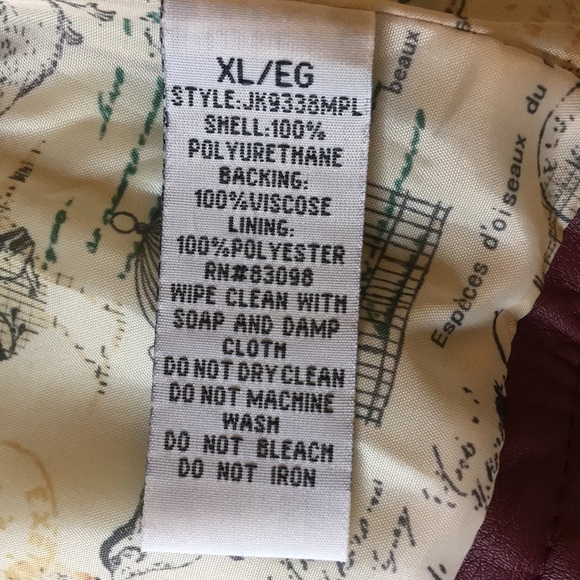 XL/EG
STYLE:JK9338MPL
SHELL:100%
POLYURETHANE
BACKING:
100%VISCOSE
LINING:
100%POLYESTER
RN#83098
WIPE CLEAN WITH
SOAP AND DAMP
CLOTH
DO NOT DRY CLEAN
DO NOT MACHINE
WASH
DO NOT BLEACH
DO NOT IRON
beaux
Espèces d'oiseaux du